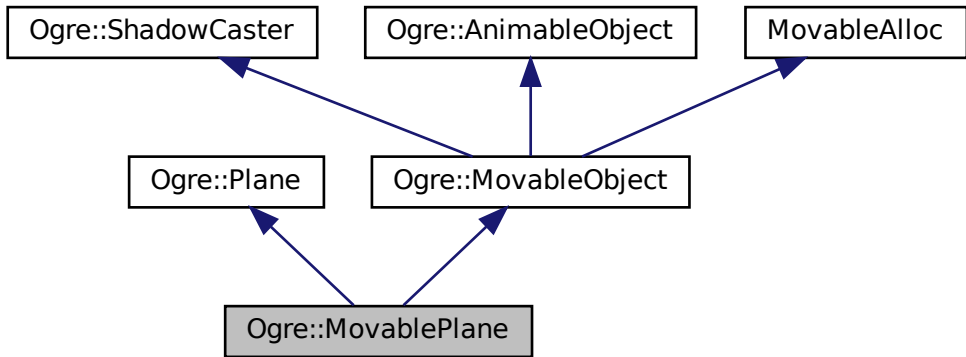 Ogre::ShadowCaster
Ogre::AnimableObject
MovableAlloc
Ogre::Plane
Ogre::MovableObject
Ogre::MovablePlane